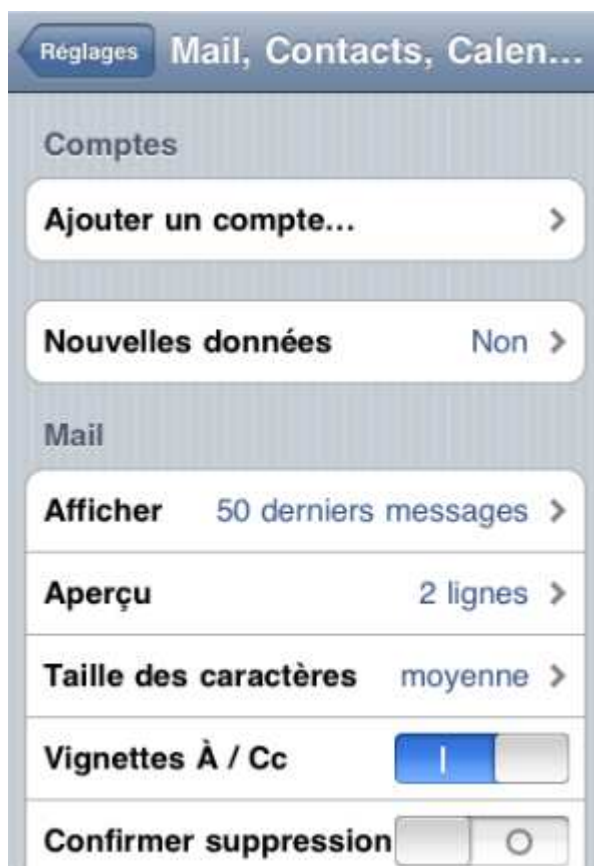 Réglages Mail, Contacts, Calen...
Comptes
Ajouter un compte...
Nouvelles données Non
Mail
Afficher 50 derniers messages
Aperçu 2 lignes
Taille des caractères moyenne
Vignettes À / Cc
Confirmer suppression